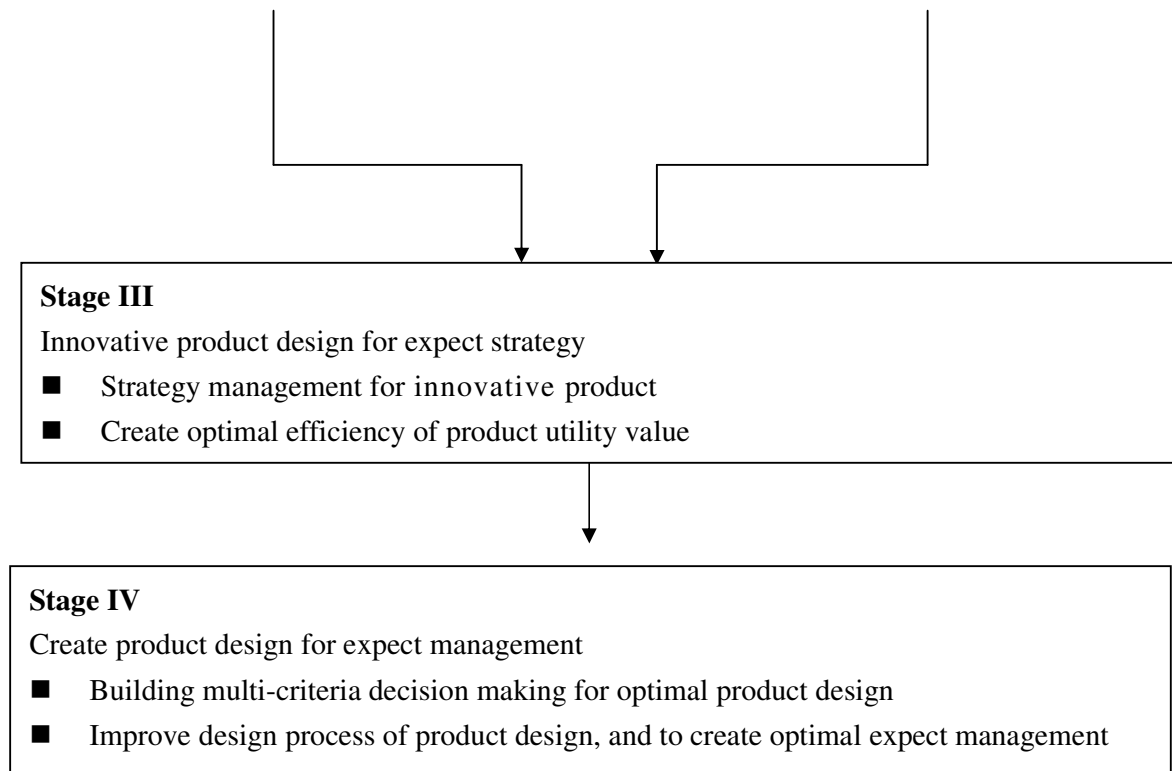 Stage III
Innovative product design for expect strategy
■ Strategy management for innovative product
■ Create optimal efficiency of product utility value
Stage IV
Create product design for expect management
■ Building multi-criteria decision making for optimal product design
■ Improve design process of product design, and to create optimal expect management